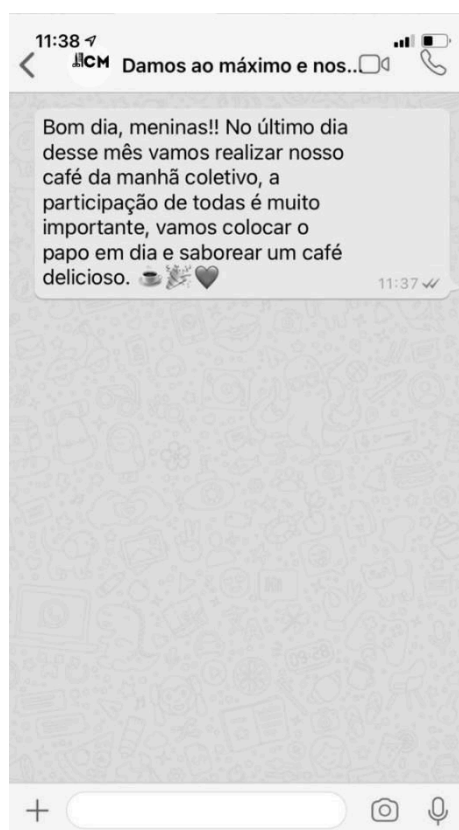 11:38
CM Damos ao máximo e nos...
Bom dia, meninas!! No último dia
desse mês vamos realizar nosso
café da manhã coletivo, a
participação de todas é muito
importante, vamos colocar o
papo em dia e saborear um café
delicioso. ☕🎉🖤
11:37